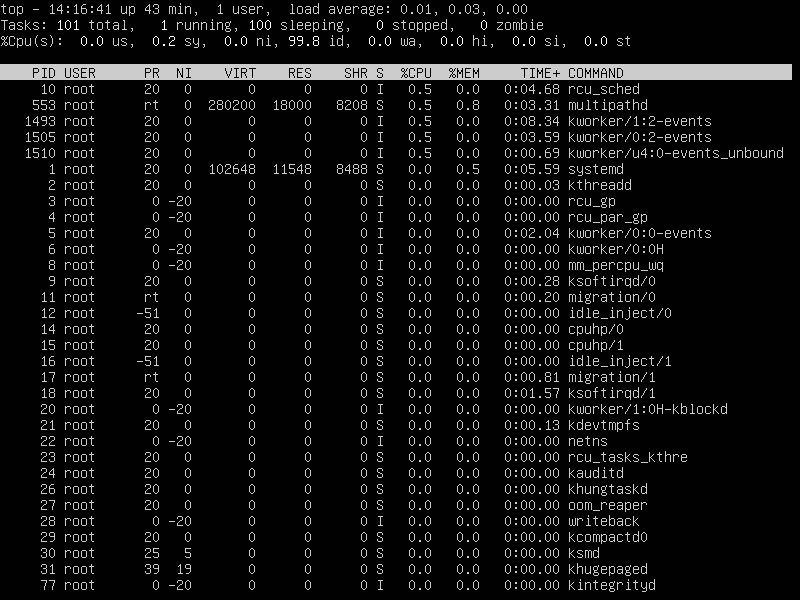 top - 14:16:41 up 43 min,  1 user,  load average: 0.01, 0.03, 0.00
Tasks: 101 total,   1 running, 100 sleeping,   0 stopped,   0 zombie
%Cpu(s):  0.0 us,  0.2 sy,  0.0 ni, 99.8 id,  0.0 wa,  0.0 hi,  0.0 si,  0.0 st
PID USER      PR  NI    VIRT    RES    SHR S  %CPU  %MEM     TIME+ COMMAND
10 root      20   0       0      0      0 I   0.5   0.0   0:04.68 rcu_sched
553 root      rt   0  280200  18000   8208 S   0.5   0.8   0:03.31 multipathd
1493 root      20   0       0      0      0 I   0.5   0.0   0:08.34 kworker/1:2-events
1505 root      20   0       0      0      0 I   0.5   0.0   0:03.59 kworker/0:2-events
1510 root      20   0       0      0      0 I   0.5   0.0   0:00.69 kworker/u4:0-events_unbound
1 root      20   0  102648  11548   8488 S   0.0   0.5   0:05.59 systemd
2 root      20   0       0      0      0 S   0.0   0.0   0:00.03 kthreadd
3 root       0 -20       0      0      0 I   0.0   0.0   0:00.00 rcu_gp
4 root       0 -20       0      0      0 I   0.0   0.0   0:00.00 rcu_par_gp
5 root      20   0       0      0      0 I   0.0   0.0   0:02.04 kworker/0:0-events
6 root       0 -20       0      0      0 I   0.0   0.0   0:00.00 kworker/0:0H
8 root       0 -20       0      0      0 I   0.0   0.0   0:00.00 mm_percpu_wq
9 root      20   0       0      0      0 S   0.0   0.0   0:00.28 ksoftirqd/0
11 root      rt   0       0      0      0 S   0.0   0.0   0:00.20 migration/0
12 root     -51   0       0      0      0 S   0.0   0.0   0:00.00 idle_inject/0
14 root      20   0       0      0      0 S   0.0   0.0   0:00.00 cpuhp/0
15 root      20   0       0      0      0 S   0.0   0.0   0:00.00 cpuhp/1
16 root     -51   0       0      0      0 S   0.0   0.0   0:00.00 idle_inject/1
17 root      rt   0       0      0      0 S   0.0   0.0   0:00.81 migration/1
18 root      20   0       0      0      0 S   0.0   0.0   0:01.57 ksoftirqd/1
20 root       0 -20       0      0      0 I   0.0   0.0   0:00.00 kworker/1:0H-kblockd
21 root      20   0       0      0      0 S   0.0   0.0   0:00.13 kdevtmpfs
22 root       0 -20       0      0      0 I   0.0   0.0   0:00.00 netns
23 root      20   0       0      0      0 S   0.0   0.0   0:00.00 rcu_tasks_kthre
24 root      20   0       0      0      0 S   0.0   0.0   0:00.00 kauditd
26 root      20   0       0      0      0 S   0.0   0.0   0:00.00 khungtaskd
27 root      20   0       0      0      0 S   0.0   0.0   0:00.00 oom_reaper
28 root       0 -20       0      0      0 I   0.0   0.0   0:00.00 writeback
29 root      20   0       0      0      0 S   0.0   0.0   0:00.00 kcompactd0
30 root      25   5       0      0      0 S   0.0   0.0   0:00.00 ksmd
31 root      39  19       0      0      0 S   0.0   0.0   0:00.00 khugepaged
77 root       0 -20       0      0      0 I   0.0   0.0   0:00.00 kintegrityd